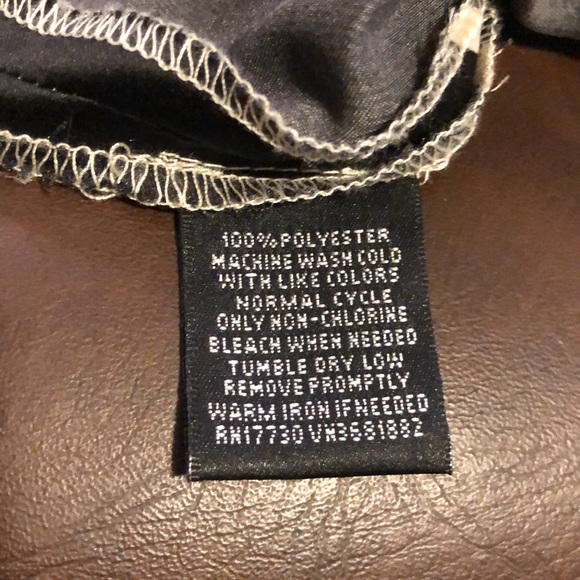 100% POLYESTER
MACHINE WASH COLD
WITH LIKE COLORS
NORMAL CYCLE
ONLY NON-CHLORINE
BLEACH WHEN NEEDED
TUMBLE DRY LOW
REMOVE PROMPTLY
WARM IRON IF NEEDED
RN17730 VN3681882